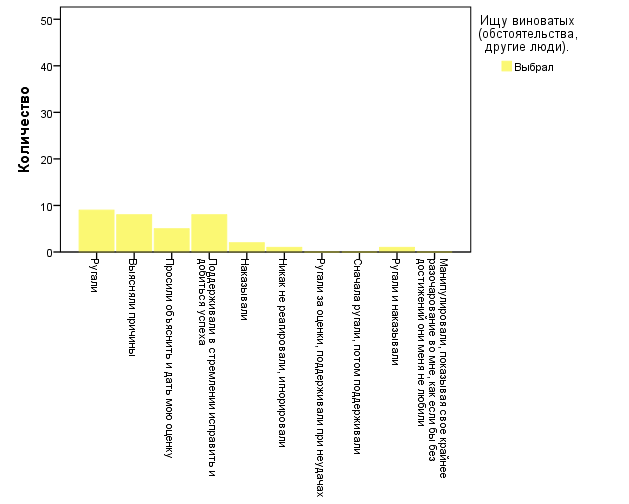 Количество
50
40
30
20
10
0
Ругали
Выясняли причины
Просили объяснить и дать мою оценку
Поддерживали в стремлении исправить и
добиться успеха
Наказывали
Никак не реагировали, игнорировали
Ругали за оценки, поддерживали при неудачах
Сначала ругали, потом поддерживали
Ругали и наказывали
Манипулировали, показывая свое крайнее
разочарование во мне, как если бы без
достижений они меня не любили
Ищу виноватых
(обстоятельства,
другие люди).
Выбрал